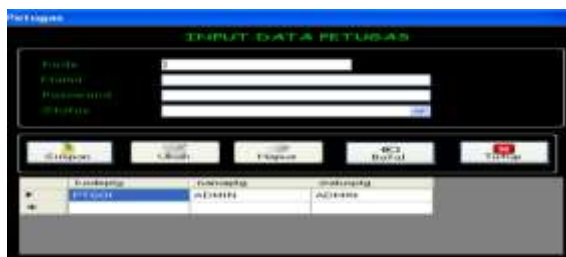 Petugas
INPUT DATA PETUGAS
Kode
Nama
Password
Status
Simpan Ubah Hapus Batal Tutup
kodeptg namaptg statusptg
PTG01 ADMIN ADMIN